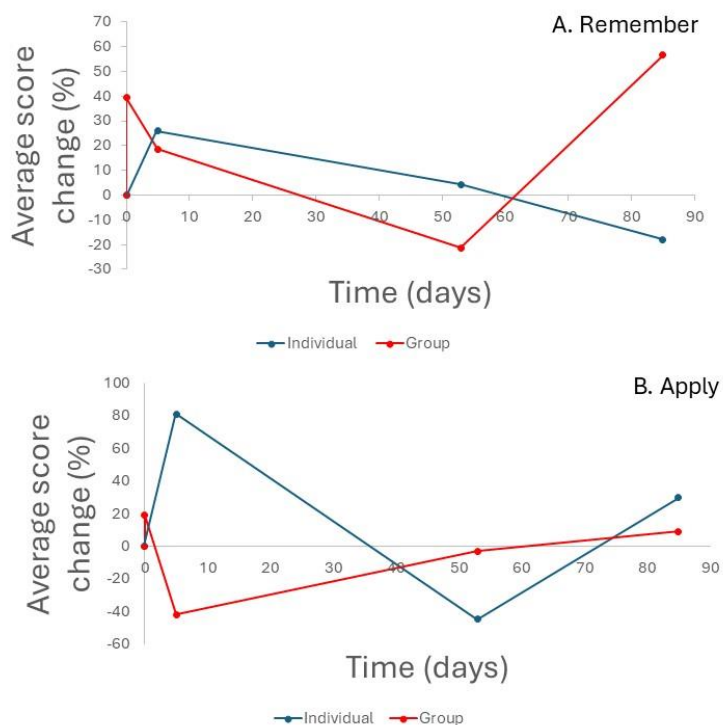 A. Remember
70
60
50
40
30
20
10
0
-10
-20
-30
0 10 20 30 40 50 60 70 80 90
Average score
change (%)
Time (days)
Individual Group
B. Apply
100
80
60
40
20
0
-20
-40
-60
0 10 20 30 40 50 60 70 80 90
Average score
change (%)
Time (days)
Individual Group